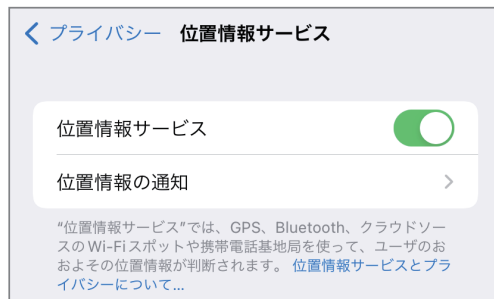 プライバシー 位置情報サービス
位置情報サービス
位置情報の通知
“位置情報サービス”では、GPS、Bluetooth、クラウドソー
スのWi-Fiスポットや携帯電話基地局を使って、ユーザのお
およその位置情報が判断されます。位置情報サービスとプラ
イバシーについて...